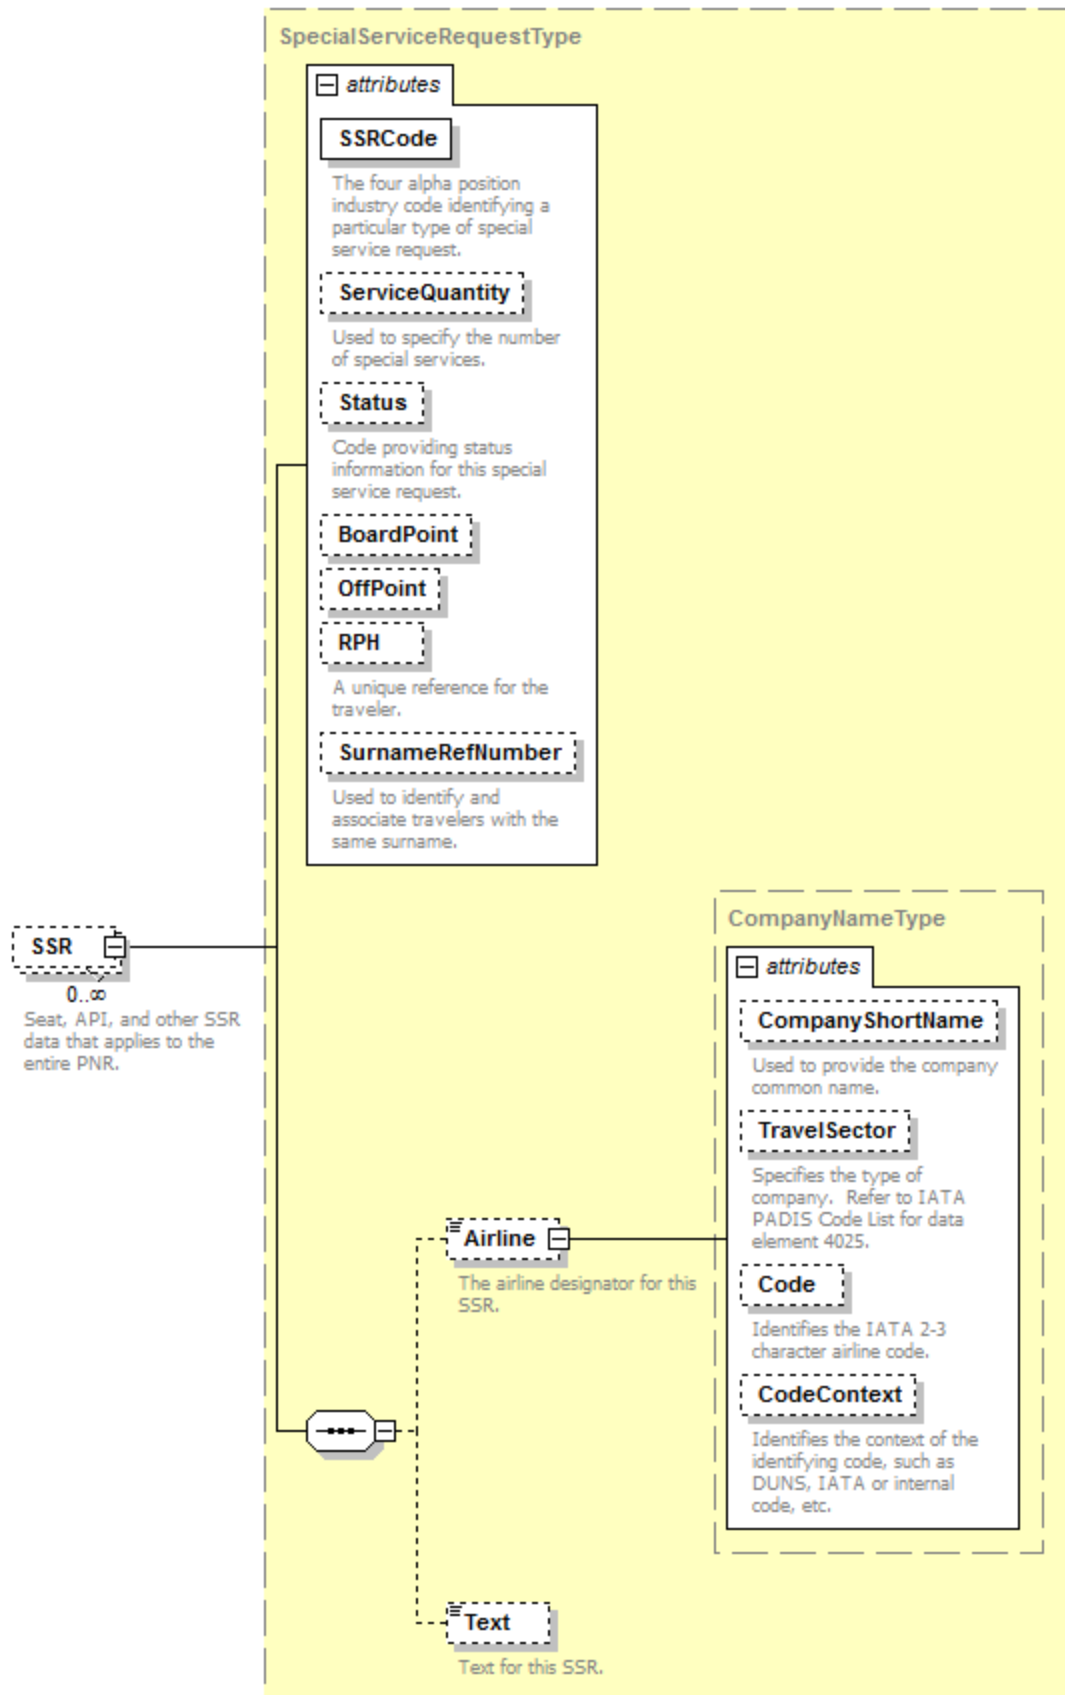 SpecialServiceRequestType
attributes
SSRCode
The four alpha position
industry code identifying a
particular type of special
service request.
ServiceQuantity
Used to specify the number
of special services.
Status
Code providing status
information for this special
service request.
BoardPoint
OffPoint
RPH
A unique reference for the
traveler.
SurnameRefNumber
Used to identify and
associate travelers with the
same surname.
SSR
0..∞
Seat, API, and other SSR
data that applies to the
entire PNR.
CompanyNameType
attributes
CompanyShortName
Used to provide the company
common name.
TravelSector
Specifies the type of
company.  Refer to IATA
PADIS Code List for data
element 4025.
Airline
The airline designator for this
SSR.
Code
Identifies the IATA 2-3
character airline code.
CodeContext
Identifies the context of the
identifying code, such as
DUNS, IATA or internal
code, etc.
Text
Text for this SSR.